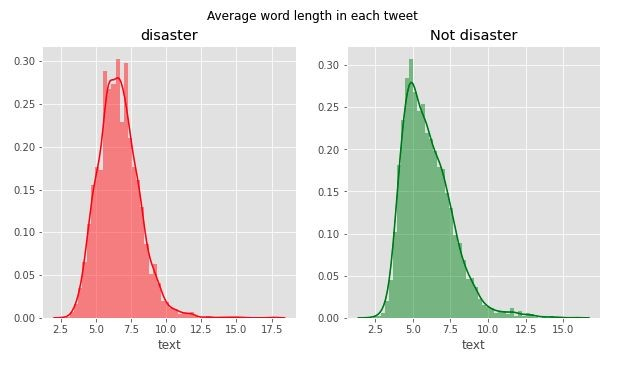 Average word length in each tweet
disaster
Not disaster
0.30
0.25
0.20
0.15
0.10
0.05
0.00
2.5 5.0 7.5 10.0 12.5 15.0 17.5
text
0.30
0.25
0.20
0.15
0.10
0.05
0.00
2.5 5.0 7.5 10.0 12.5 15.0
text